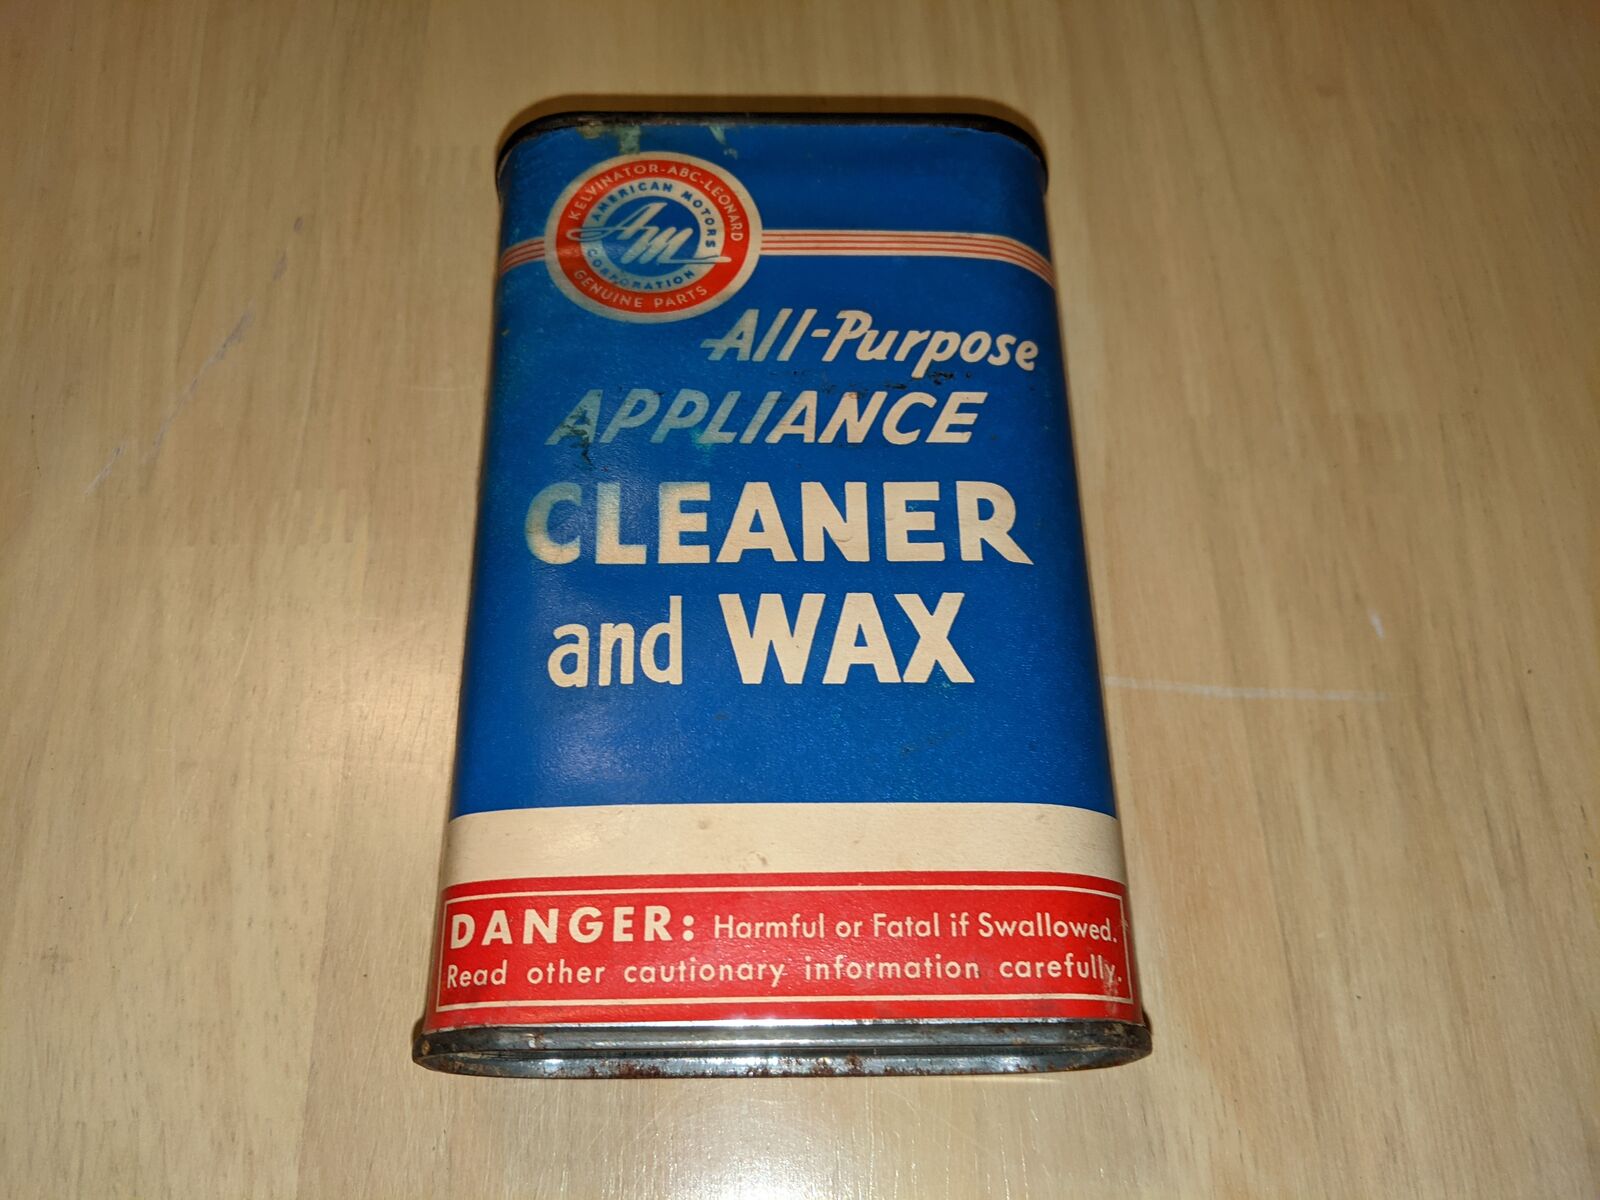 KELVINATOR-ABC-LEONARD
AMERICAN MOTORS
AM
CORPORATION
GENUINE PARTS
All-Purpose
APPLIANCE
CLEANER
and WAX
DANGER: Harmful or Fatal if Swallowed.
Read other cautionary information carefully.